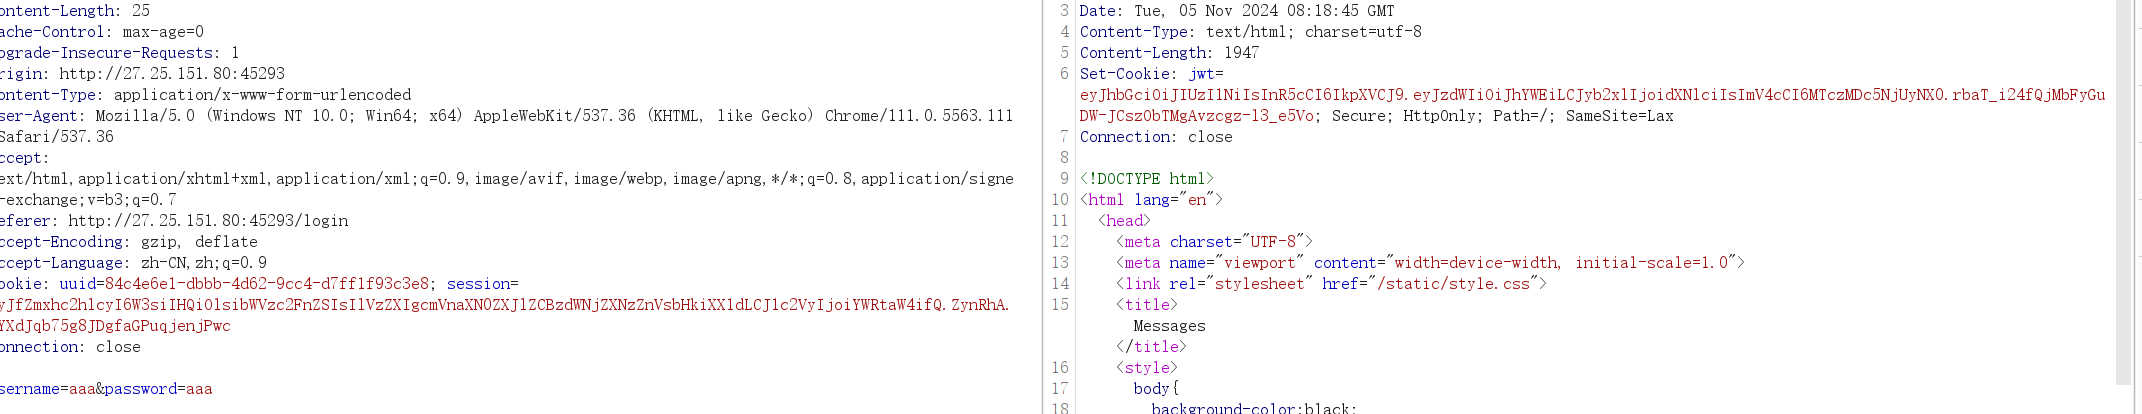 ontent-Length: 25
ache-Control: max-age=0
pgrade-Insecure-Requests: 1
rigin: http://27.25.151.80:45293
ontent-Type: application/x-www-form-urlencoded
ser-Agent: Mozilla/5.0 (Windows NT 10.0; Win64; x64) AppleWebKit/537.36 (KHTML, like Gecko) Chrome/111.0.5563.111
Safari/537.36
ccept:
ext/html,application/xhtml+xml,application/xml;q=0.9,image/avif,image/webp,image/apng,*/*;q=0.8,application/signe
-exchange;v=b3;q=0.7
eferer: http://27.25.151.80:45293/login
ccept-Encoding: gzip, deflate
ccept-Language: zh-CN,zh;q=0.9
ookie: uuid=84c4e6e1-dbbb-4d62-9cc4-d7ff1f93c3e8; session=
yJfZmxhc2hlcyI6W3siIHQiOlsibWVzc2FnZSIsIlVzZXIgcmVnaXN0ZXJlZCBzdWNjZXNzZnVsbHkiXX1dLCJ1c2VyIjoiYWRtaW4ifQ.ZynRhA.
YXdJqb75g8JDgfaGPuqjenjPwc
onnection: close
sername=aaa&password=aaa
3 Date: Tue, 05 Nov 2024 08:18:45 GMT
4 Content-Type: text/html; charset=utf-8
5 Content-Length: 1947
6 Set-Cookie: jwt=
eyJhbGciOiJIUzI1NiIsInR5cCI6IkpXVCJ9.eyJzdWIiOiJhYWEiLCJyb2xlIjoidXNlciIsImV4cCI6MTczMDc5NjUyNX0.rbaT_i24fQjMbFyGu
DW-JCszObTMgAvzcgz-l3_e5Vo; Secure; HttpOnly; Path=/; SameSite=Lax
7 Connection: close
8
9 <!DOCTYPE html>
10 <html lang="en">
11 <head>
12 <meta charset="UTF-8">
13 <meta name="viewport" content="width=device-width, initial-scale=1.0">
14 <link rel="stylesheet" href="/static/style.css">
15 <title>
Messages
</title>
16 <style>
17 body{
18 background-color:black;